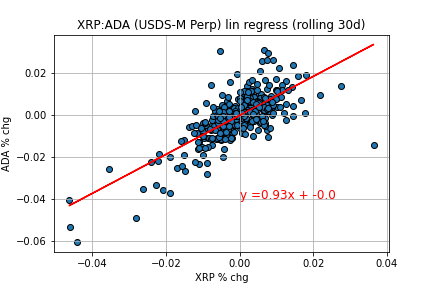 XRP:ADA (USDS-M Perp) lin regress (rolling 30d)
ADA % chg
0.02
0.00
−0.02
−0.04
−0.06
y =0.93x + -0.0
−0.04
−0.02
0.00
0.02
0.04
XRP % chg